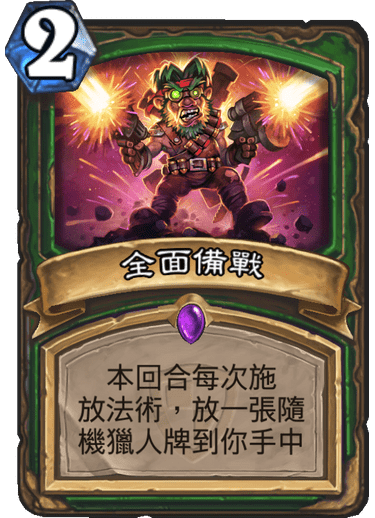 2
全面備戰
本回合每次施
放法術，放一張隨
機獵人牌到你手中